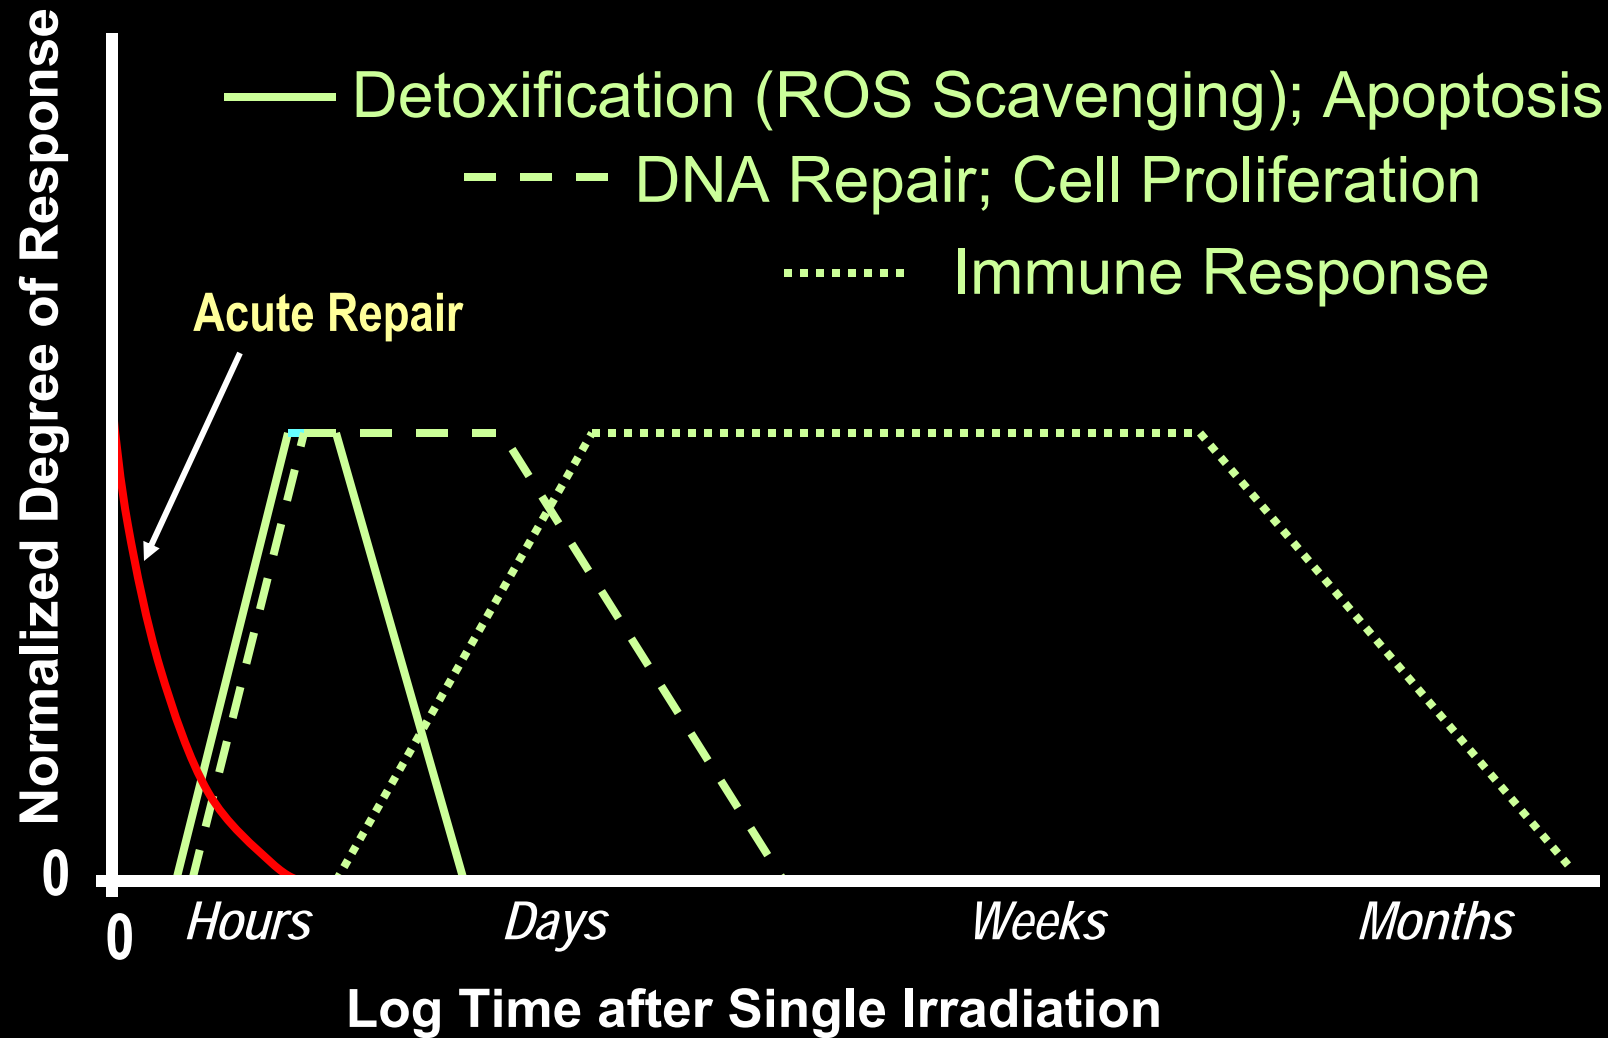 Normalized Degree of Response
Detoxification (ROS Scavenging); Apoptosis
DNA Repair; Cell Proliferation
Immune Response
Acute Repair
0
0
Hours
Days
Weeks
Months
Log Time after Single Irradiation